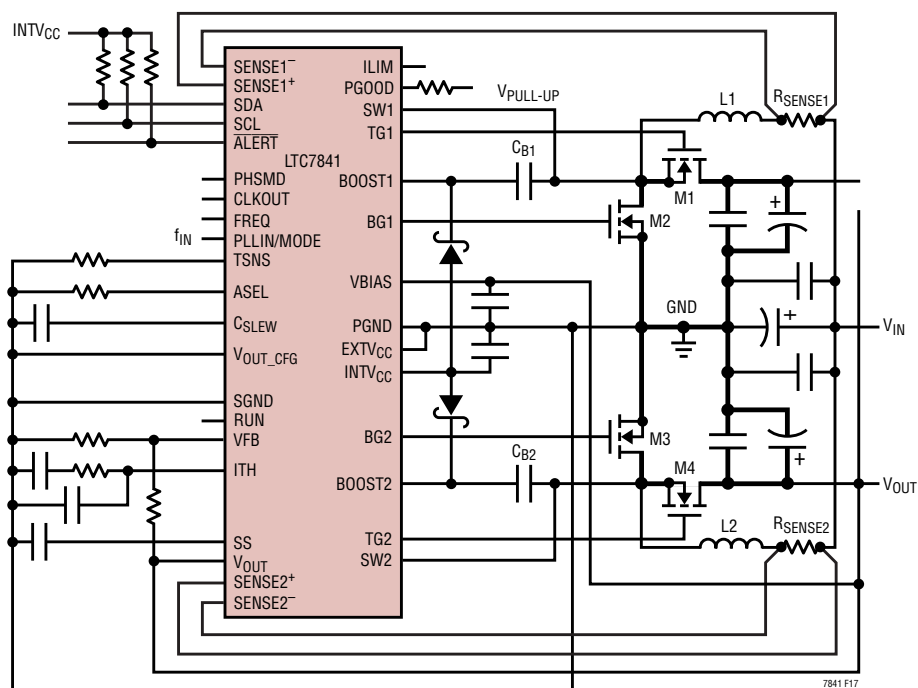 INTVCC
SENSE1–
SENSE1+
SDA
SCL
ALERT
LTC7841
PHSMD
CLKOUT
FREQ
fIN
PLLIN/MODE
TSNS
ASEL
CSLEW
VOUT_CFG
SGND
RUN
VFB
ITH
SS
VOUT
SENSE2+
SENSE2–
ILIM
PGOOD
SW1
TG1
BOOST1
BG1
VBIAS
PGND
EXTVCC
INTVCC
BG2
BOOST2
TG2
SW2
VPULL-UP
CB1
CB2
L1
RSENSE1
M1
M2
+
GND
+
VIN
M3
M4
+
VOUT
L2
RSENSE2
7841 F17